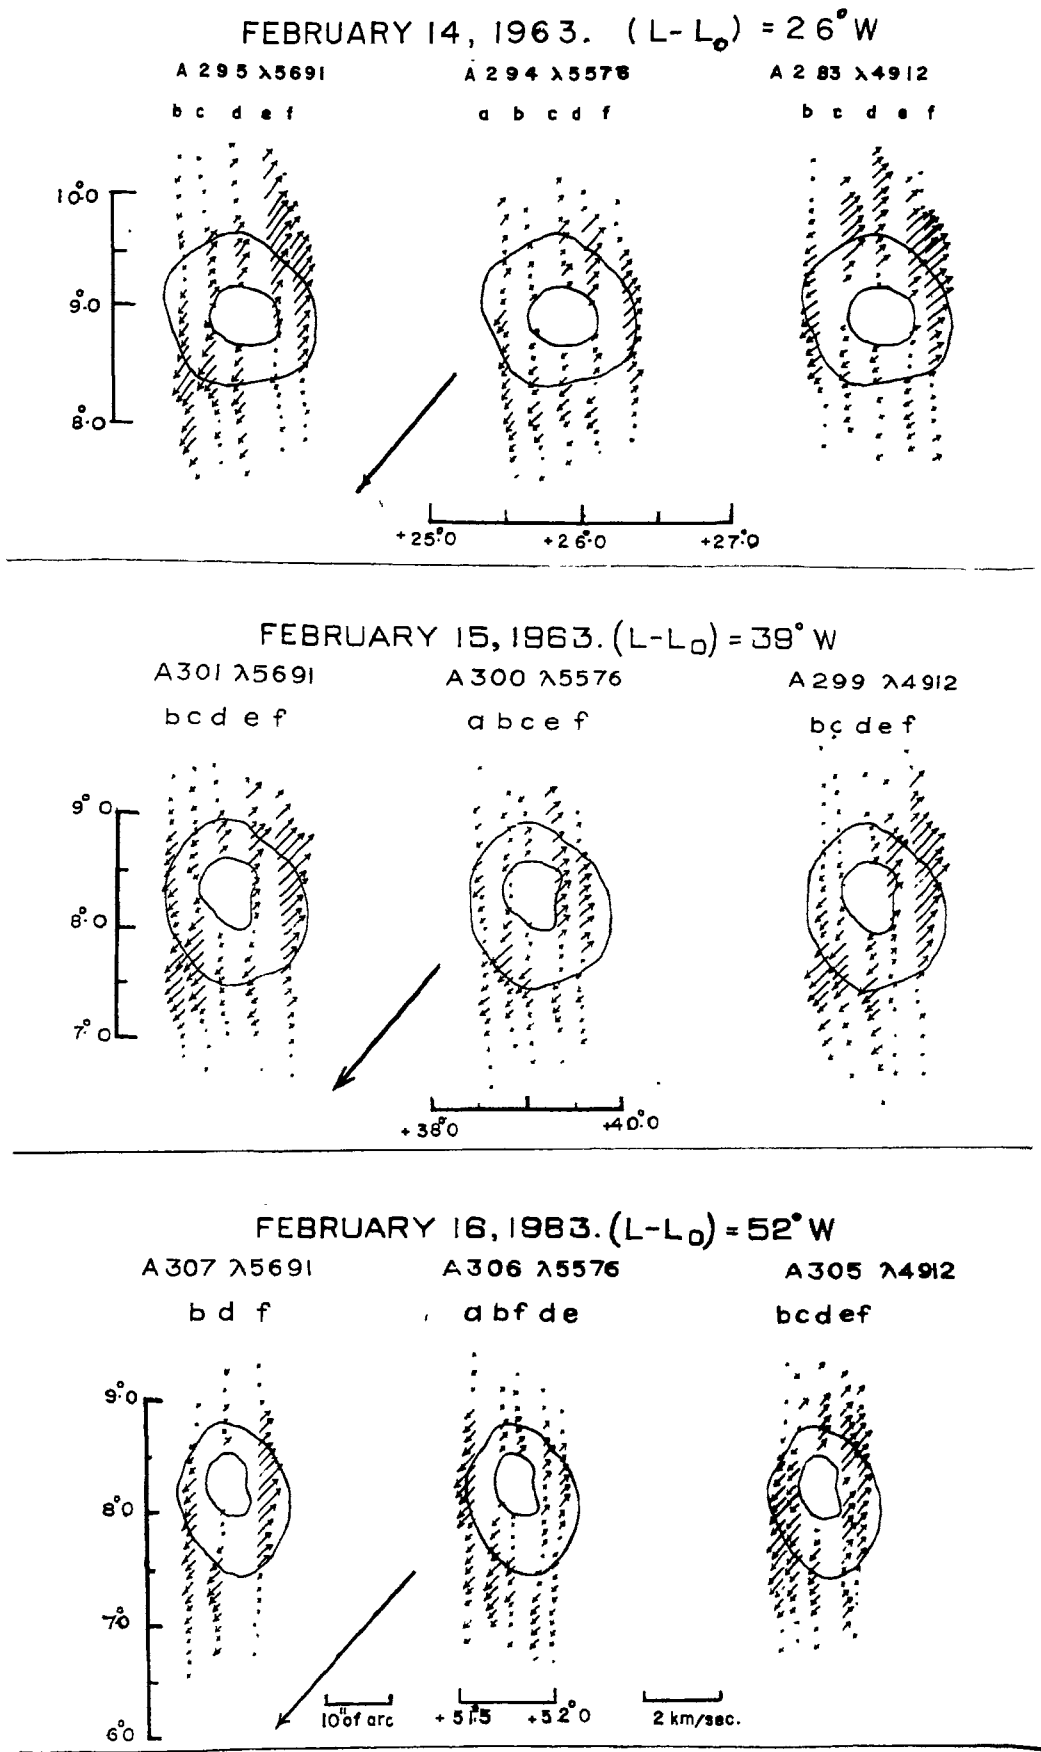 FEBRUARY 14, 1963. (L-L₀) = 26° W
A 295 λ5691 A 294 λ5576 A 283 λ4912
b c d e f a b c d f b c d e f
10°.0
9°.0
8°.0
+25°.0 +26°.0 +27°.0
FEBRUARY 15, 1963. (L-L₀) = 39° W
A301 λ5691 A300 λ5576 A299 λ4912
b c d e f a b c e f b c d e f
9°.0
8°.0
7°.0
+38°.0 +40°.0
FEBRUARY 16, 1983. (L-L₀) = 52° W
A307 λ5691 A306 λ5576 A305 λ4912
b d f a b f d e b c d e f
9°.0
8°.0
7°.0
6°.0
10" of arc +51°.5 +52°.0 2 km/sec.